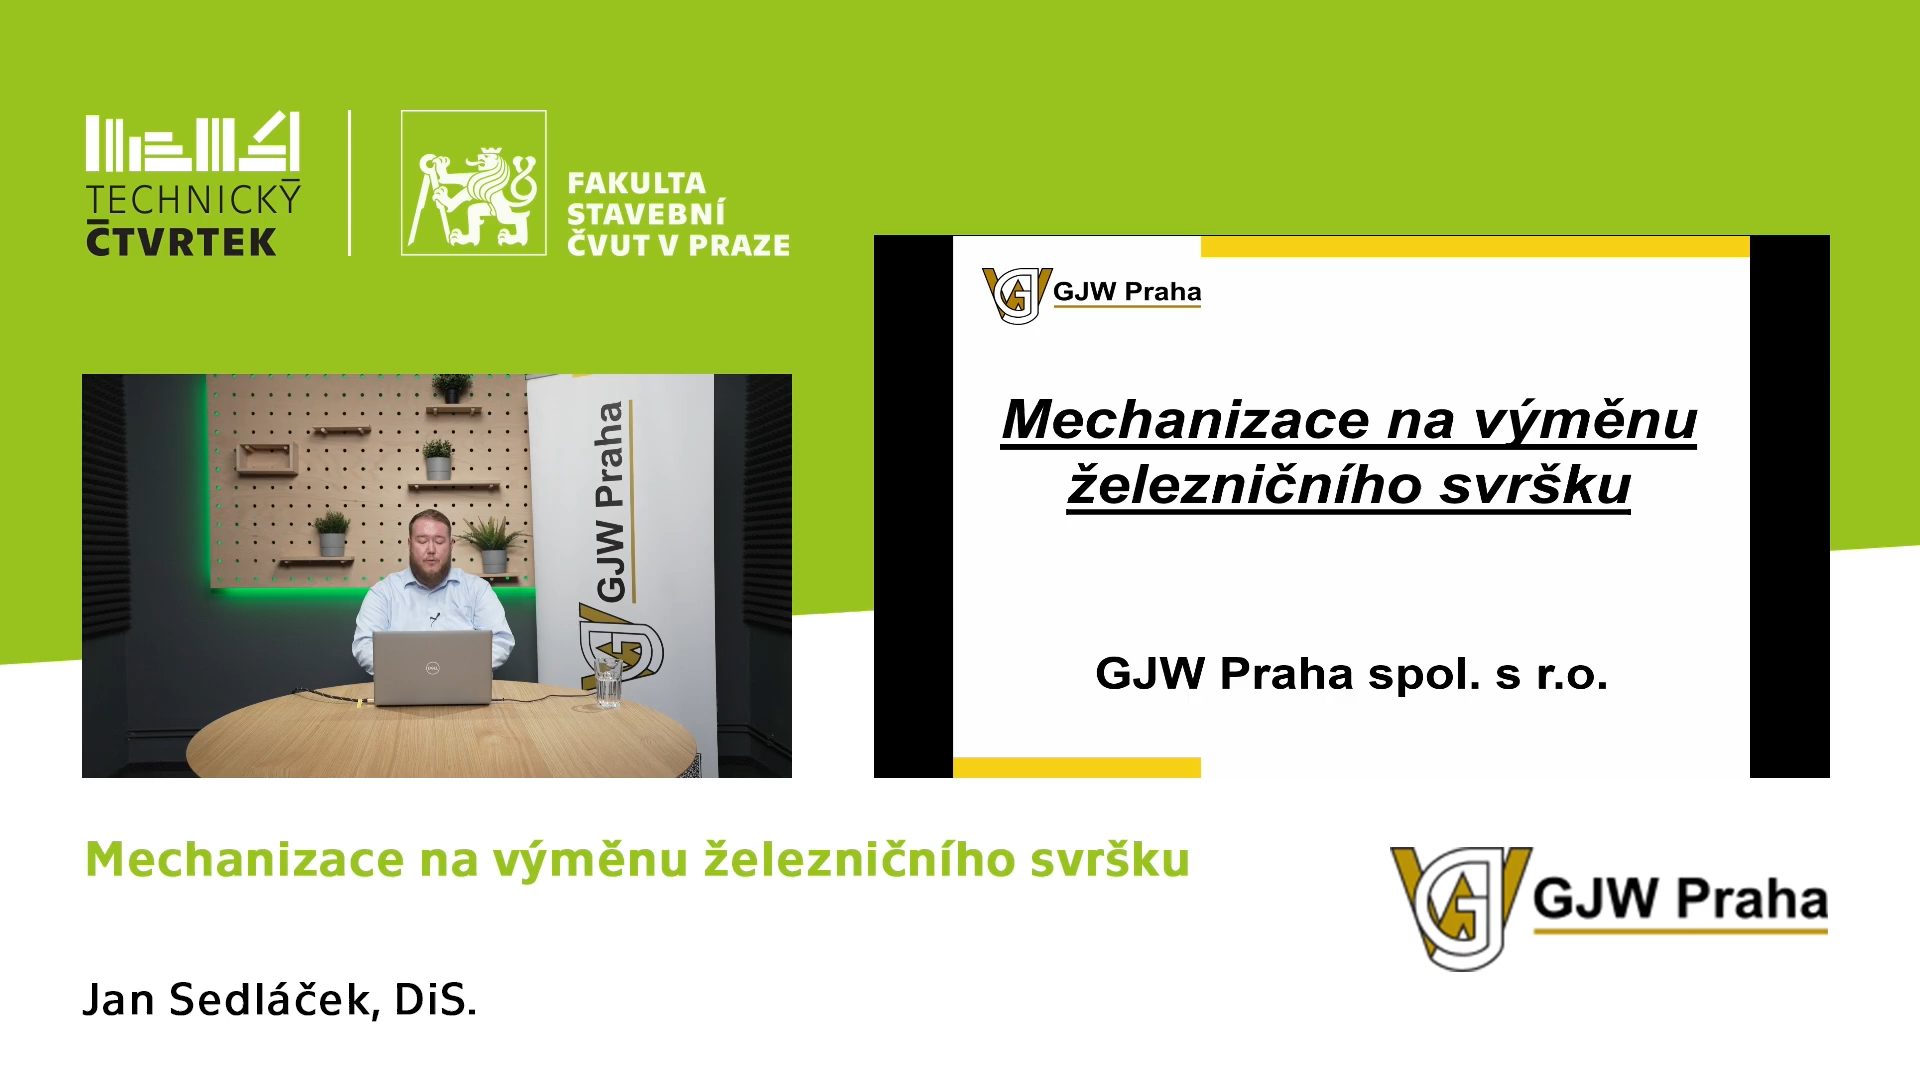 TECHNICKÝ
ČTVRTEK
FAKULTA
STAVEBNÍ
ČVUT V PRAZE
GJW Praha
Mechanizace na výměnu
železničního svršku
GJW Praha spol. s r.o.
GJW Praha
DELL
Mechanizace na výměnu železničního svršku
GJW Praha
Jan Sedláček, DiS.